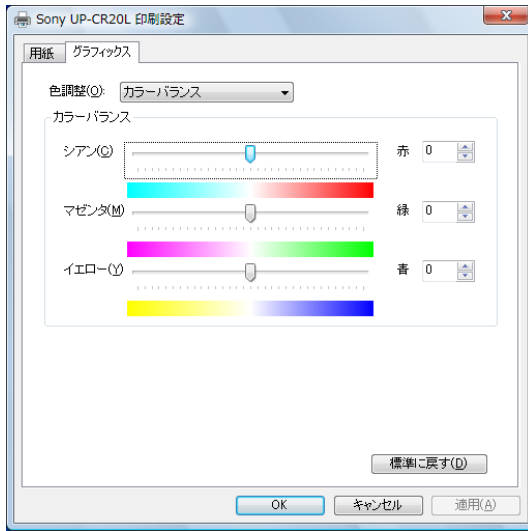 Sony UP-CR20L 印刷設定
用紙 グラフィックス
色調整(O): カラーバランス
カラーバランス
シアン(C) 赤 0
マゼンタ(M) 緑 0
イエロー(Y) 青 0
標準に戻す(D)
OK キャンセル 適用(A)